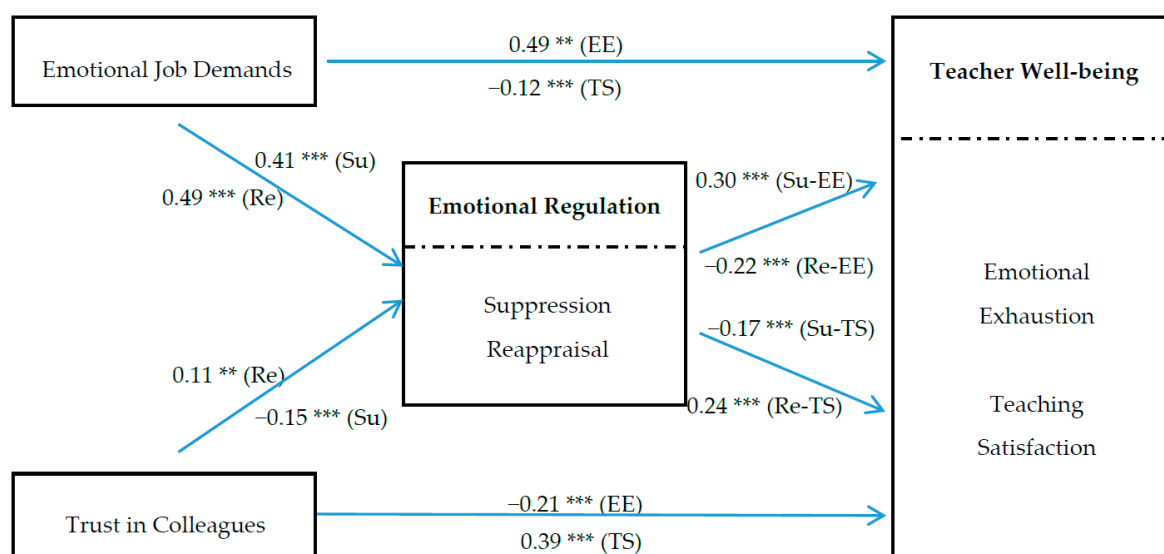 Emotional Job Demands
0.49 ** (EE)
−0.12 *** (TS)
Teacher Well-being
0.41 *** (Su)
0.49 *** (Re)
Emotional Regulation
Suppression
Reappraisal
0.30 *** (Su-EE)
−0.22 *** (Re-EE)
−0.17 *** (Su-TS)
0.24 *** (Re-TS)
Emotional
Exhaustion
Teaching
Satisfaction
0.11 ** (Re)
−0.15 *** (Su)
Trust in Colleagues
−0.21 *** (EE)
0.39 *** (TS)